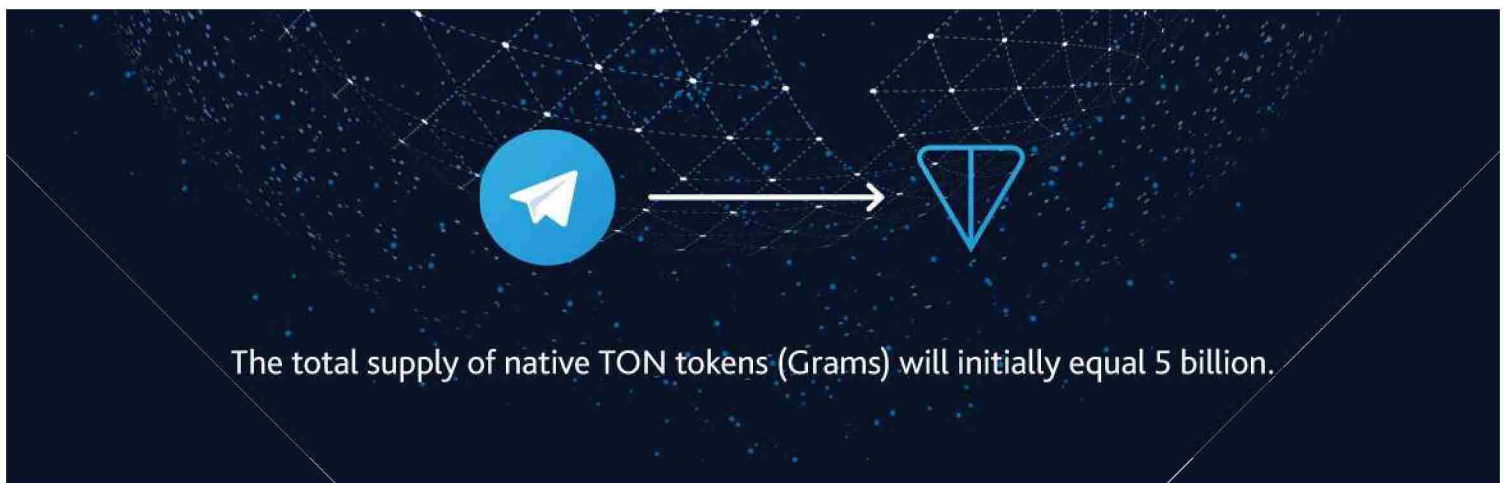 The total supply of native TON tokens (Grams) will initially equal 5 billion.